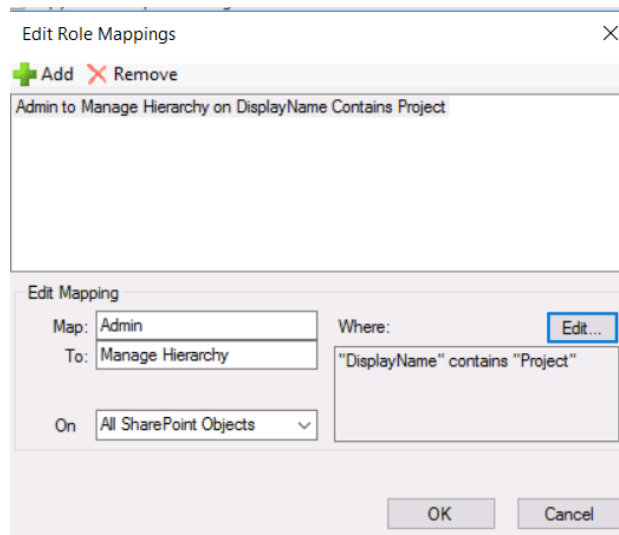 Edit Role Mappings
Add Remove
Admin to Manage Hierarchy on DisplayName Contains Project
Edit Mapping
Map: Admin Where: Edit...
To: Manage Hierarchy "DisplayName" contains "Project"
On All SharePoint Objects
OK Cancel